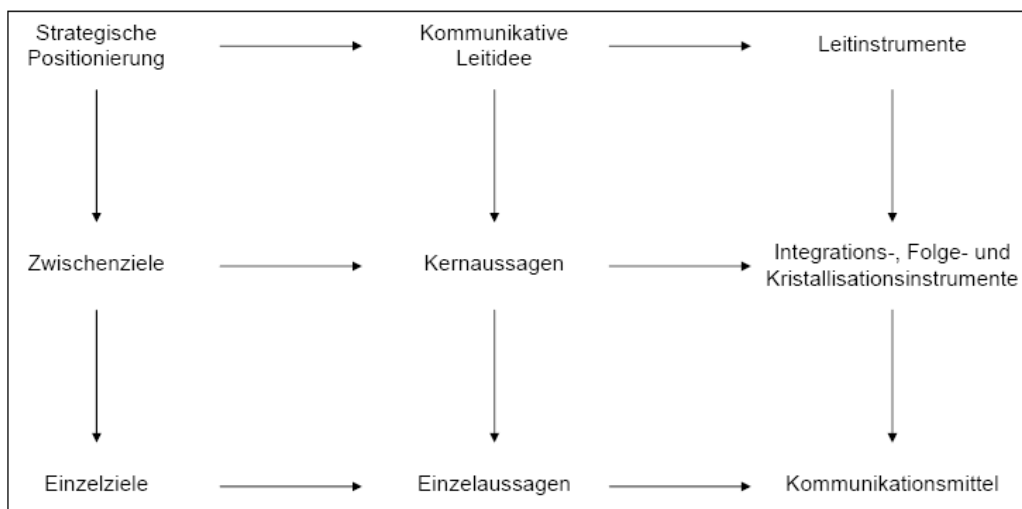 Strategische
Positionierung
Kommunikative
Leitidee
Leitinstrumente
Zwischenziele
Kernaussagen
Integrations-, Folge- und
Kristallisationsinstrumente
Einzelziele
Einzelaussagen
Kommunikationsmittel